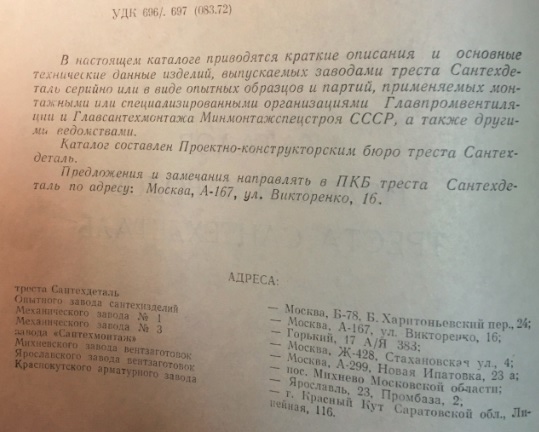 УДК 696/. 697 (083.72)
В настоящем каталоге приводятся краткие описания и основные
технические данные изделий, выпускаемых заводами треста Сантехде-
таль серийно или в виде опытных образцов и партий, применяемых мон-
тажными или специализированными организациями Главпромвентиля-
ции и Главсантехмонтажа Минмонтажспецстроя СССР, а также други-
ми ведомствами.
Каталог составлен Проектно-конструкторским бюро треста Сантех-
деталь.
Предложения и замечания направлять в ПКБ треста Сантехде-
таль по адресу: Москва, А-167, ул. Викторенко, 16.
АДРЕСА:
треста Сантехдеталь
Опытного завода сантехизделий
Механического завода № 1
Механического завода № 3
завода «Сантехмонтаж»
Михневского завода вентзаготовок
Ярославского завода вентзаготовок
Краснокутского арматурного завода
— Москва, Б-78, Б. Харитоньевский пер., 24;
— Москва, А-167, ул. Викторенко, 16;
— Горький, 17 А/Я 383;
— Москва, Ж-428, Стахановская ул., 4;
— Москва, А-299, Новая Ипатовка, 23 а;
— пос. Михнево Московской области;
— Ярославль, 23, Промбаза, 2;
— г. Красный Кут Саратовской обл., Ли-
нейная, 116.